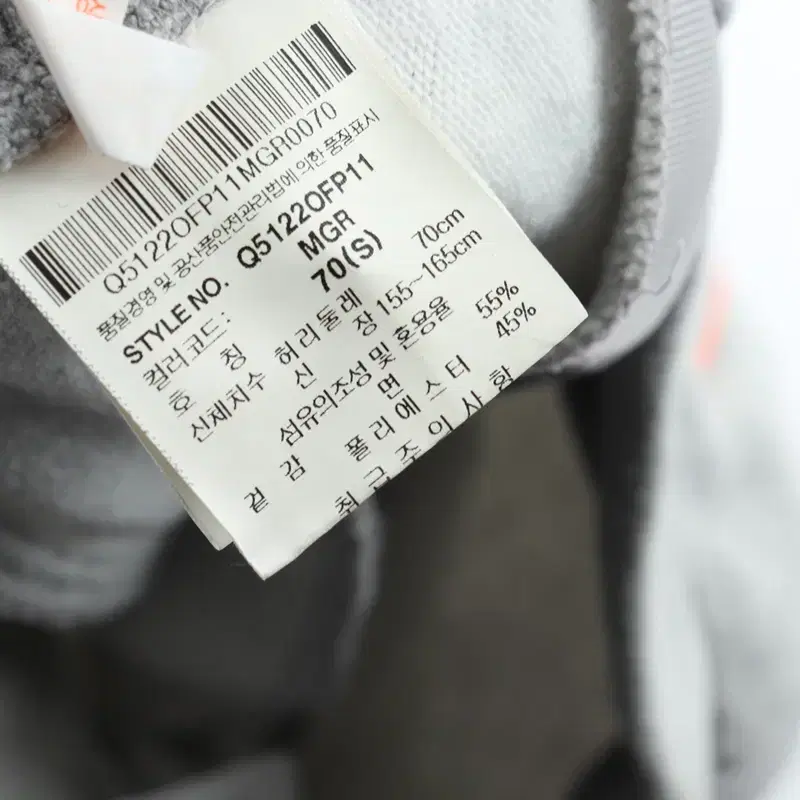 Q5122OFP11MGR0070
품질경영 및 공산품안전관리법에 의한 품질표시
STYLE NO. Q5122OFP11
컬러코드: MGR
호 칭 70(S)
신체치수 허리둘레 70cm
신 장 155~165cm
섬유의조성 및 혼용율
겉 감 면 55%
폴리에스터 45%
취급주의사항